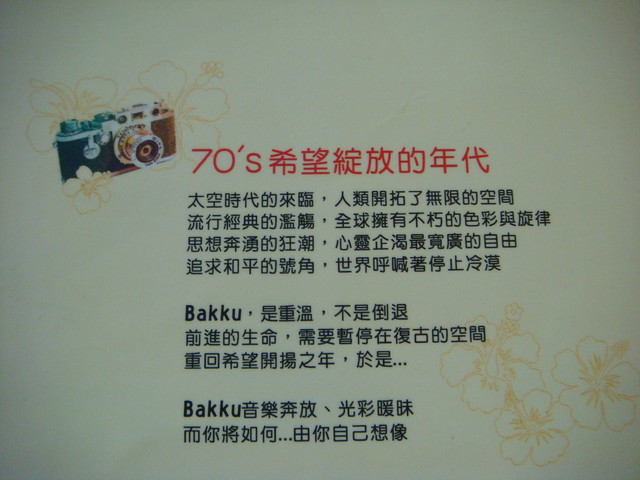 70's 希望綻放的年代
太空時代的來臨，人類開拓了無限的空間
流行經典的濫觴，全球擁有不朽的色彩與旋律
思想奔湧的狂潮，心靈企渴最寬廣的自由
追求和平的號角，世界呼喊著停止冷漠
Bakku，是重溫，不是倒退
前進的生命，需要暫停在復古的空間
重回希望開揚之年，於是...
Bakku音樂奔放、光彩暖昧
而你將如何...由你自己想像